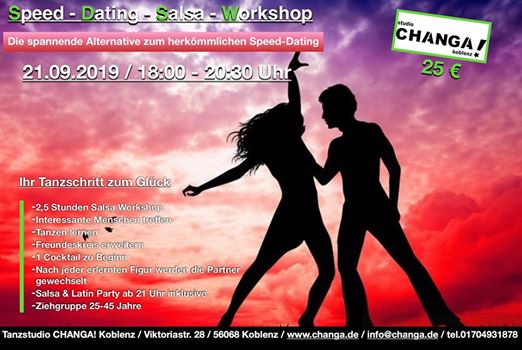 Speed - Dating - Salsa - Workshop
Die spannende Alternative zum herkömmlichen Speed-Dating
21.09.2019 / 18:00 - 20:30 Uhr
studio
CHANGA!
koblenz
25 €
Ihr Tanzschritt zum Glück
-2,5 Stunden Salsa Workshop
-Interessante Menschen treffen
-Tanzen lernen
-Freundeskreis erweitern
-1 Cocktail zu Beginn
-Nach jeder erlernten Figur werden die Partner
gewechselt
-Salsa & Latin Party ab 21 Uhr inklusive
-Ziehgruppe 25-45 Jahre
Tanzstudio CHANGA! Koblenz / Viktoriastr. 28 / 56068 Koblenz / www.changa.de / info@changa.de / tel.01704931878